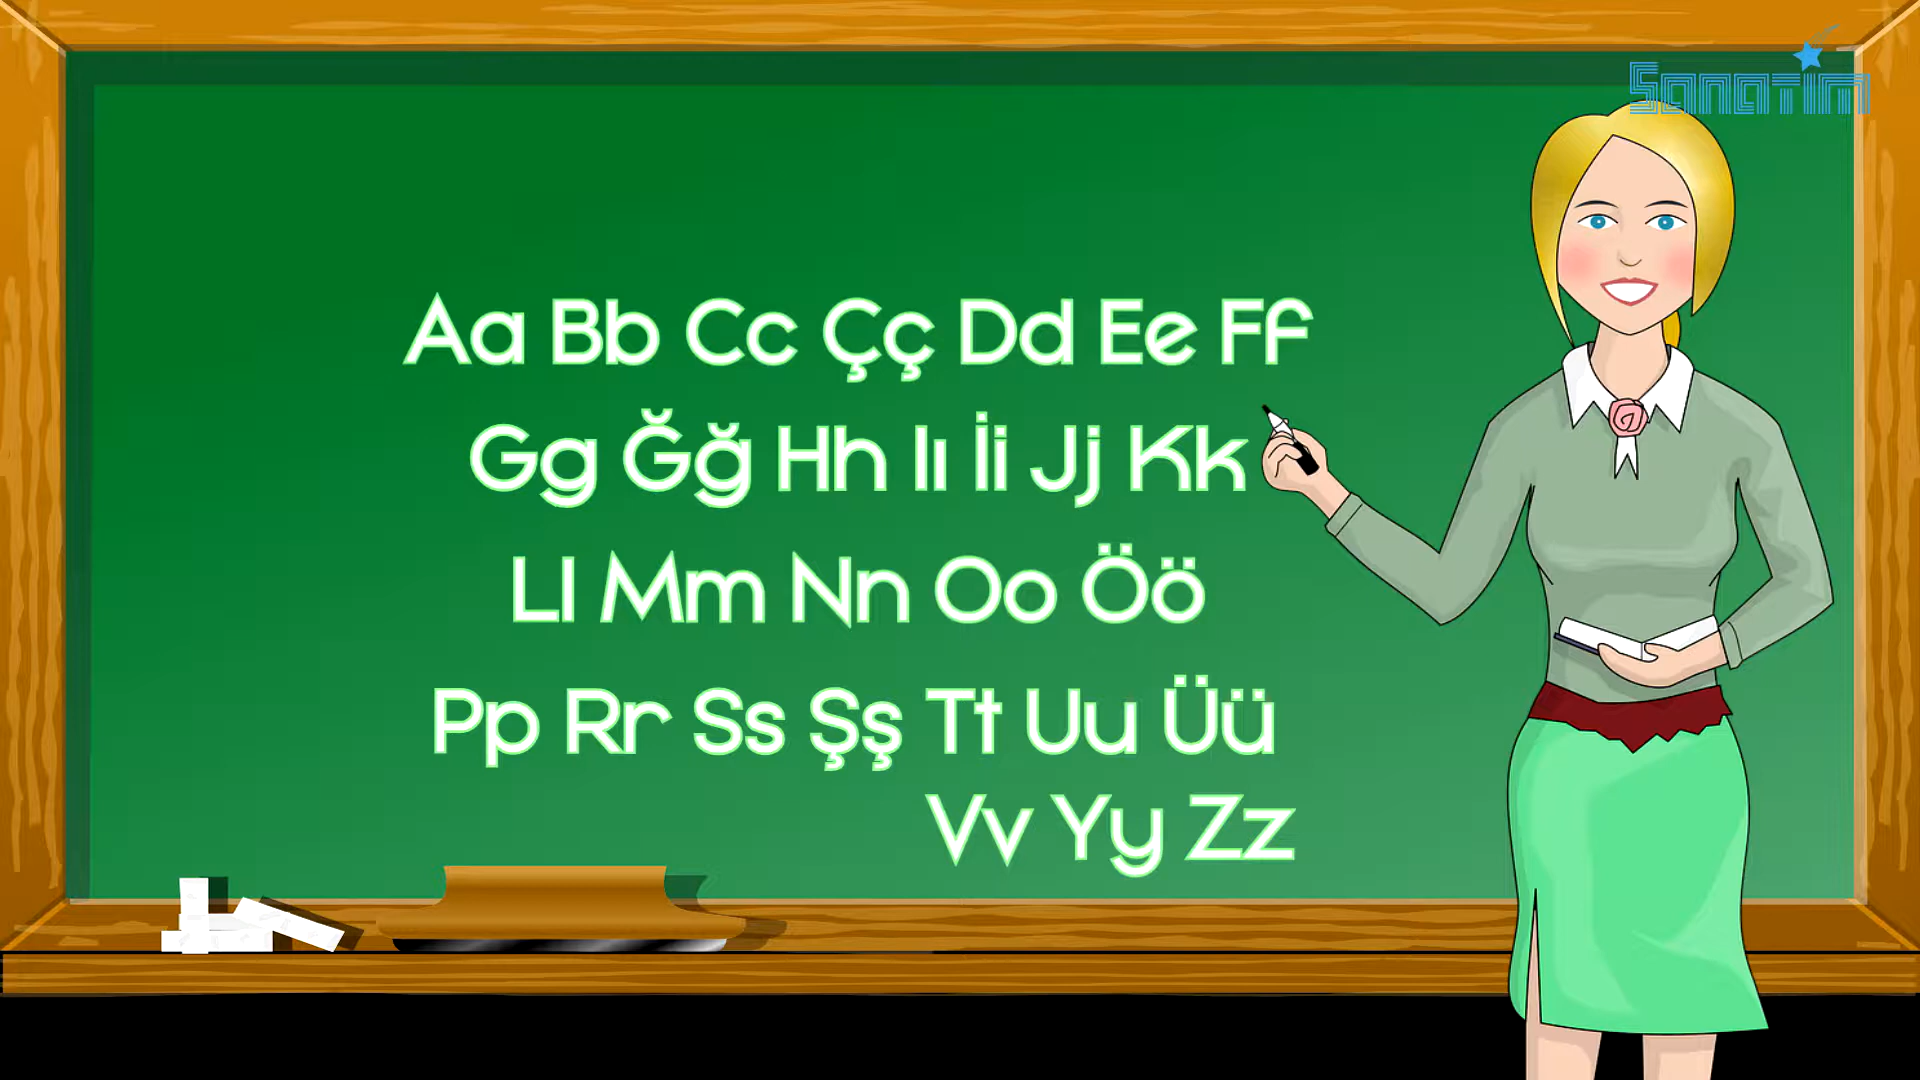 SanaTim
Aa Bb Cc Çç Dd Ee Ff
Gg Ğğ Hh Iı İi Jj Kk
Ll Mm Nn Oo Öö
Pp Rr Ss Şş Tt Uu Üü
Vv Yy Zz